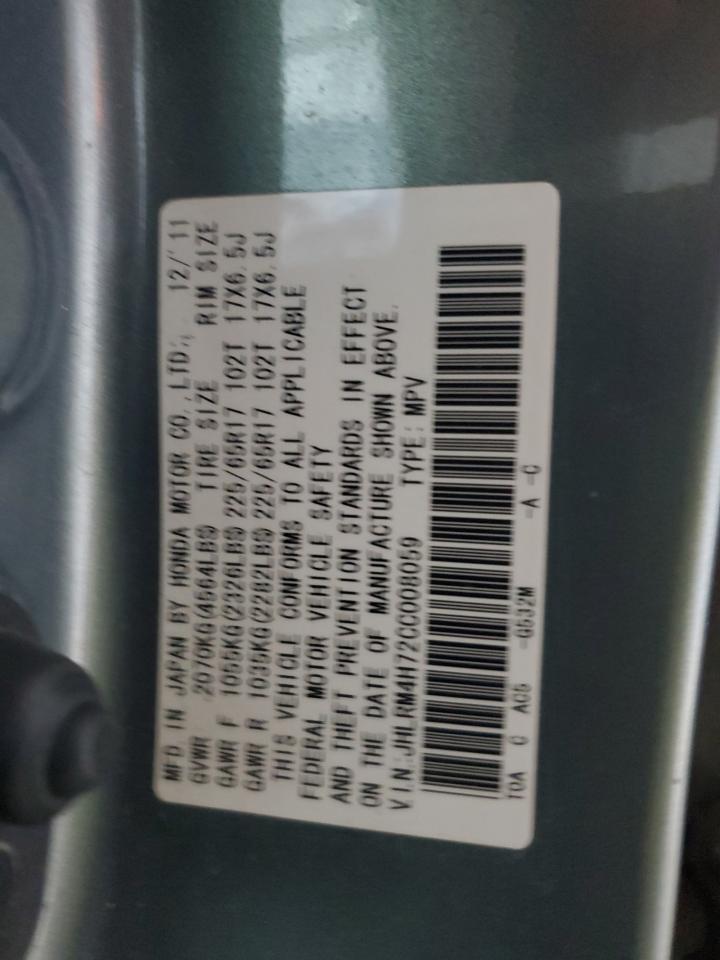 MFD IN JAPAN BY HONDA MOTOR CO.,LTD. 12/'11
GVWR 2070KG(4564LBS) TIRE SIZE RIM SIZE
GAWR F 1055KG(2326LBS) 225/65R17 102T 17X6.5J
GAWR R 1035KG(2282LBS) 225/65R17 102T 17X6.5J
THIS VEHICLE CONFORMS TO ALL APPLICABLE
FEDERAL MOTOR VEHICLE SAFETY
AND THEFT PREVENTION STANDARDS IN EFFECT
ON THE DATE OF MANUFACTURE SHOWN ABOVE.
V.I.N:JHLRM4H72CC008059 TYPE: MPV
TOA C AC5 -G532M -A -C